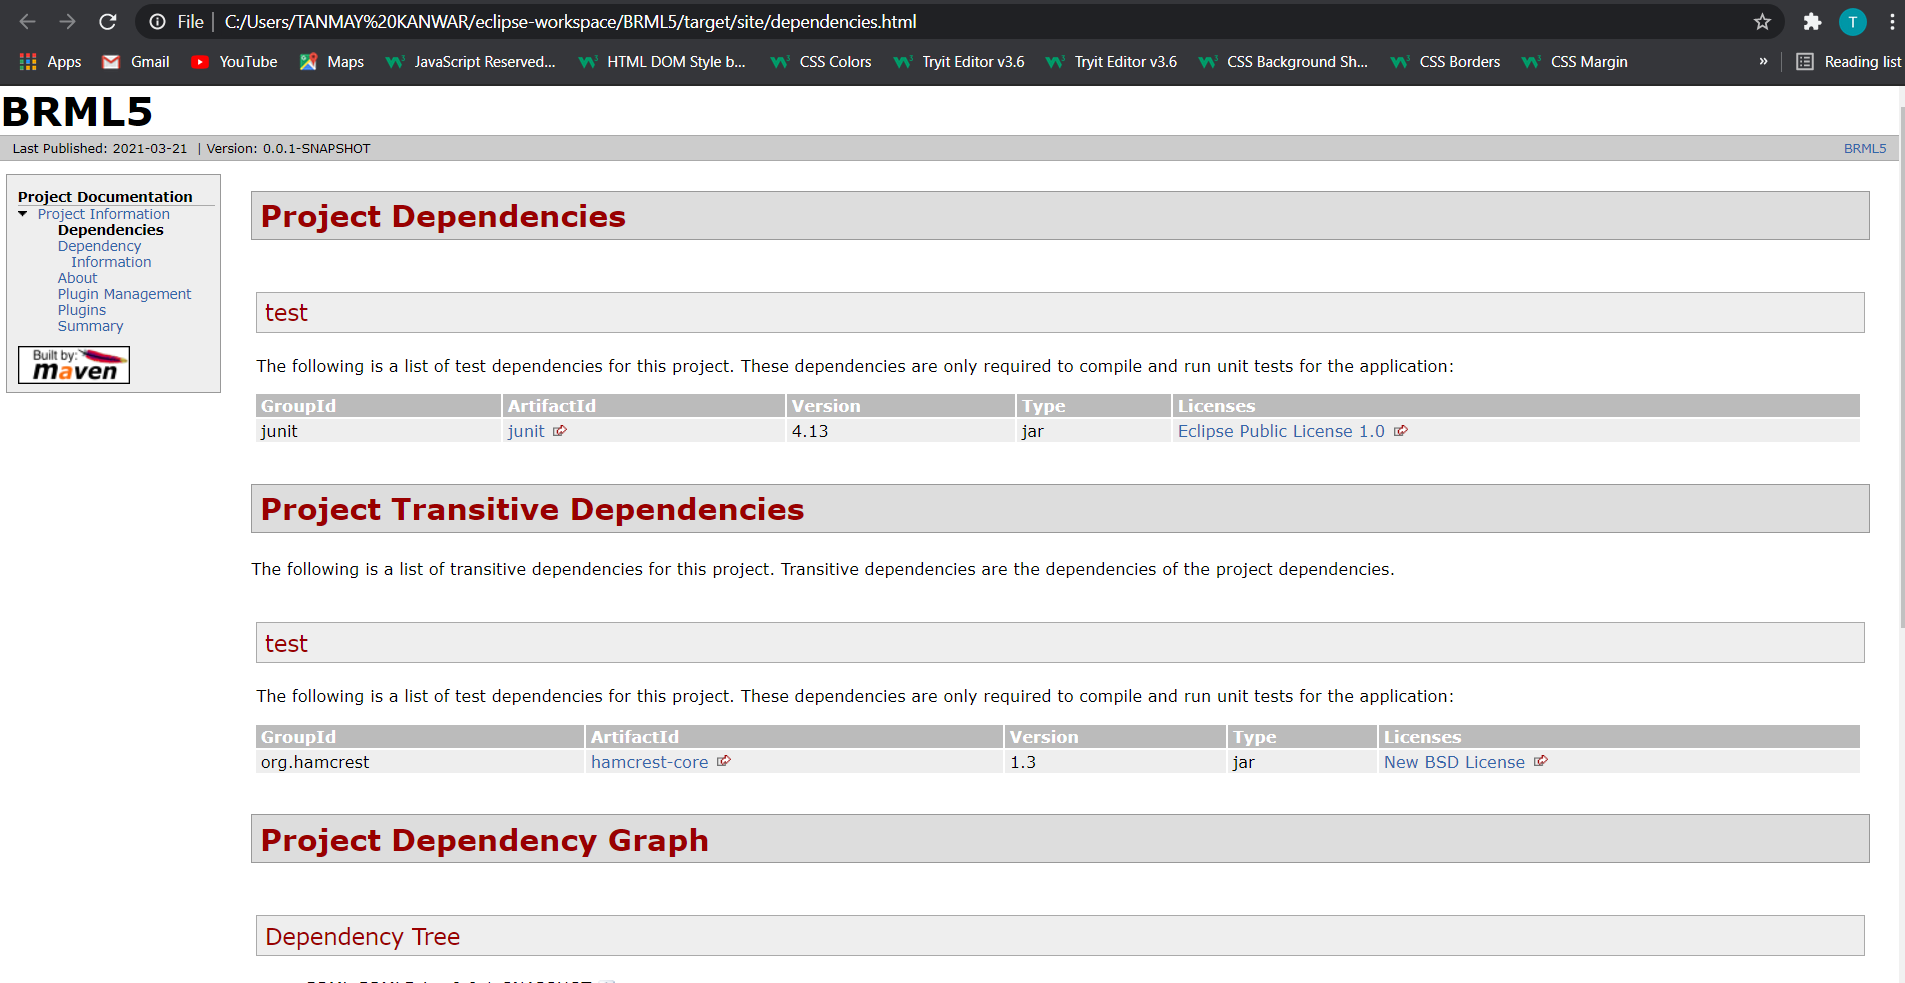 File | C:/Users/TANMAY%20KANWAR/eclipse-workspace/BRML5/target/site/dependencies.html
T
Apps Gmail YouTube Maps JavaScript Reserved... HTML DOM Style b... CSS Colors Tryit Editor v3.6 Tryit Editor v3.6 CSS Background Sh... CSS Borders CSS Margin » Reading list
BRML5
Last Published: 2021-03-21 | Version: 0.0.1-SNAPSHOT BRML5
Project Documentation
Project Information
Dependencies
Dependency
Information
About
Plugin Management
Plugins
Summary
Built by:
maven
Project Dependencies
test
The following is a list of test dependencies for this project. These dependencies are only required to compile and run unit tests for the application:
GroupId ArtifactId Version Type Licenses
junit junit 4.13 jar Eclipse Public License 1.0
Project Transitive Dependencies
The following is a list of transitive dependencies for this project. Transitive dependencies are the dependencies of the project dependencies.
test
The following is a list of test dependencies for this project. These dependencies are only required to compile and run unit tests for the application:
GroupId ArtifactId Version Type Licenses
org.hamcrest hamcrest-core 1.3 jar New BSD License
Project Dependency Graph
Dependency Tree